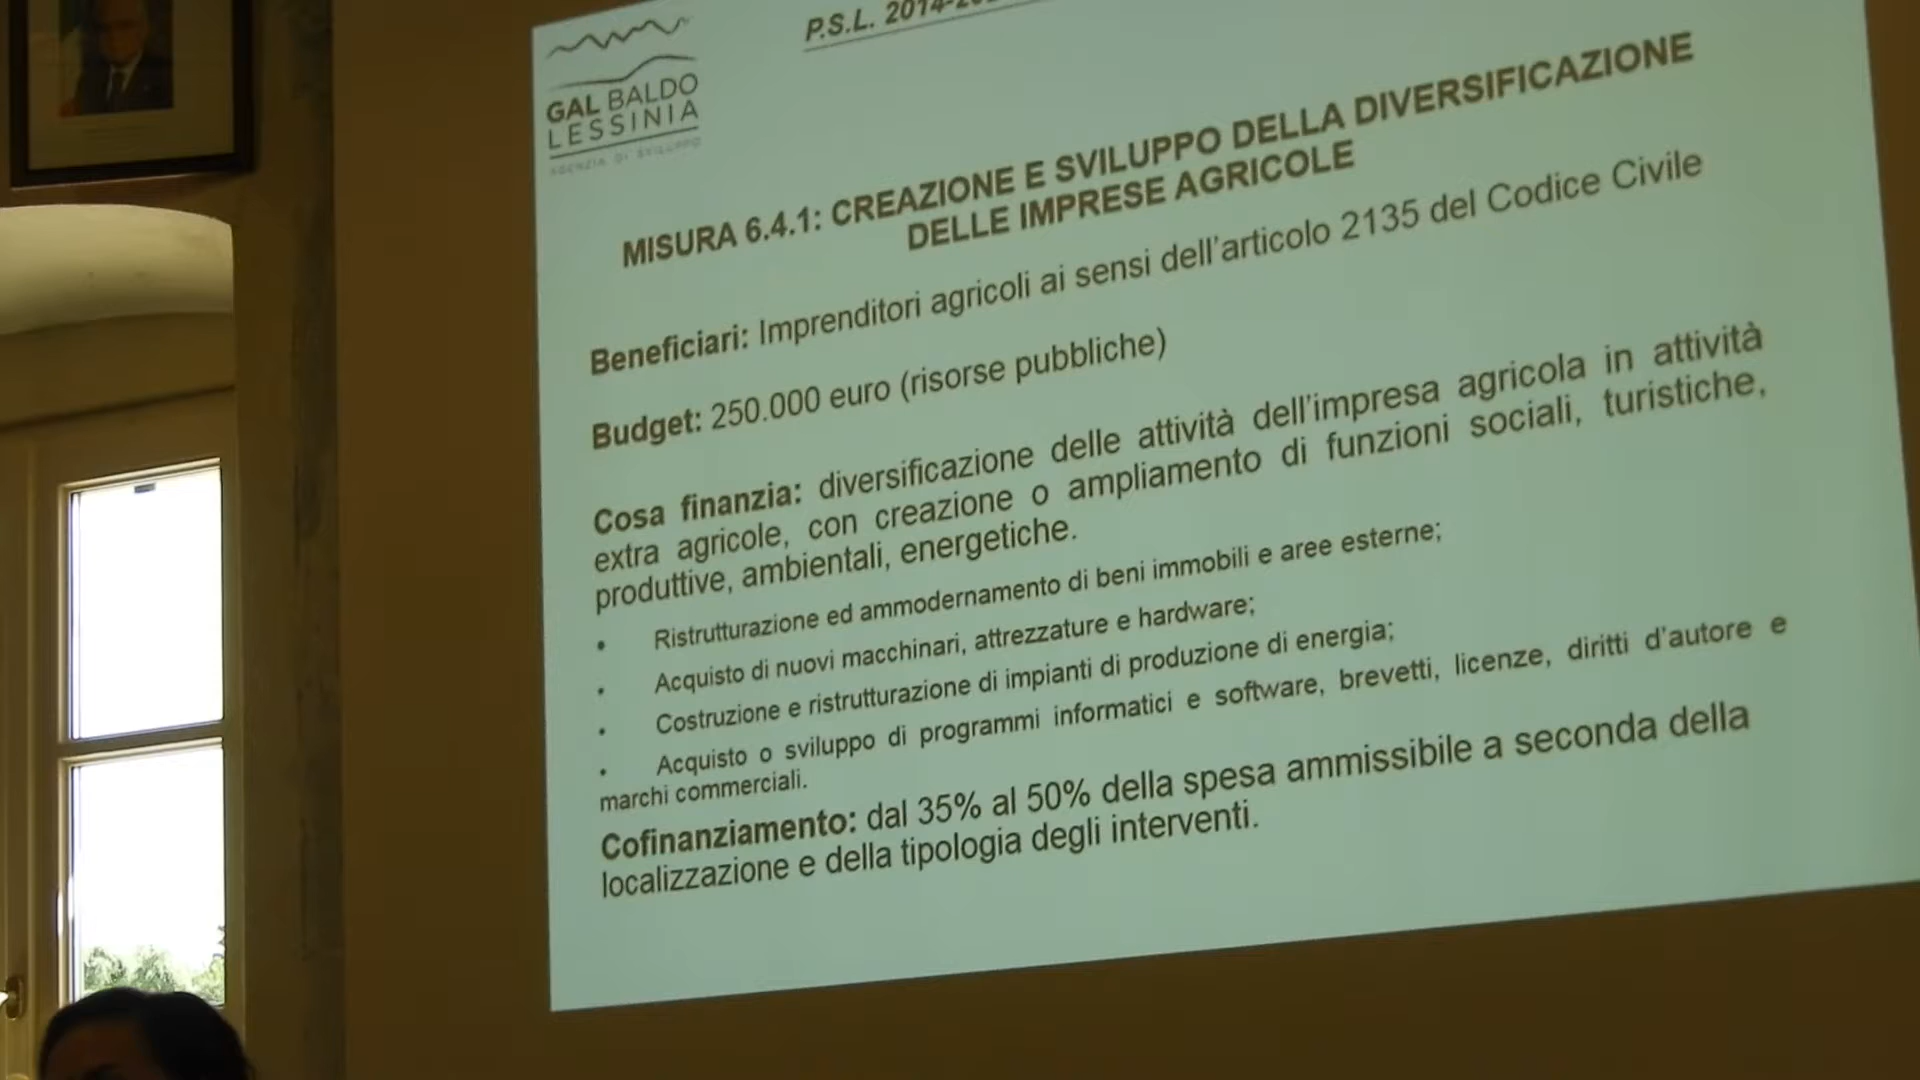 P.S.L. 2014-20
GAL BALDO
LESSINIA
AGENZIA DI SVILUPPO
MISURA 6.4.1: CREAZIONE E SVILUPPO DELLA DIVERSIFICAZIONE
DELLE IMPRESE AGRICOLE
Beneficiari: Imprenditori agricoli ai sensi dell'articolo 2135 del Codice Civile
Budget: 250.000 euro (risorse pubbliche)
Cosa finanzia: diversificazione delle attività dell'impresa agricola in attività
extra agricole, con creazione o ampliamento di funzioni sociali, turistiche,
produttive, ambientali, energetiche.
• Ristrutturazione ed ammodernamento di beni immobili e aree esterne;
• Acquisto di nuovi macchinari, attrezzature e hardware;
• Costruzione e ristrutturazione di impianti di produzione di energia;
• Acquisto o sviluppo di programmi informatici e software, brevetti, licenze, diritti d'autore e
marchi commerciali.
Cofinanziamento: dal 35% al 50% della spesa ammissibile a seconda della
localizzazione e della tipologia degli interventi.